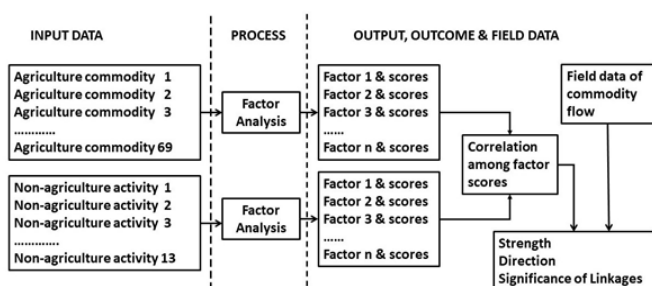 INPUT DATA
PROCESS
OUTPUT, OUTCOME & FIELD DATA
Agriculture commodity 1
Agriculture commodity 2
Agriculture commodity 3
............
Agriculture commodity 69
Factor
Analysis
Factor 1 & scores
Factor 2 & scores
Factor 3 & scores
......
Factor n & scores
Field data of
commodity
flow
Correlation
among factor
scores
Non-agriculture activity 1
Non-agriculture activity 2
Non-agriculture activity 3
.............
Non-agriculture activity 13
Factor
Analysis
Factor 1 & scores
Factor 2 & scores
Factor 3 & scores
......
Factor n & scores
Strength
Direction
Significance of Linkages